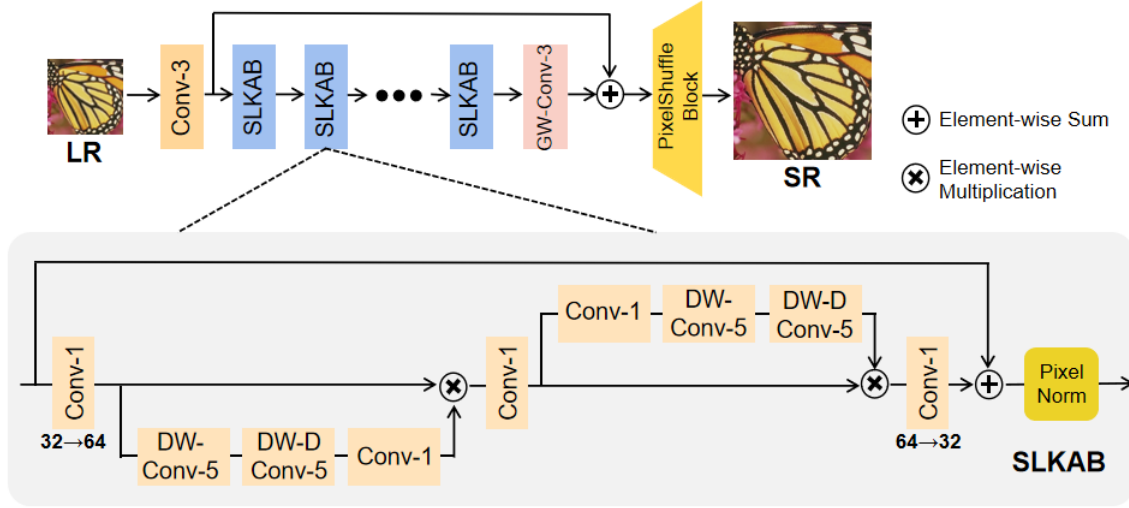 LR
Conv-3
SLKAB
SLKAB
SLKAB
GW-Conv-3
PixelShuffle
Block
SR
Element-wise Sum
Element-wise
Multiplication
Conv-1
32→64
DW-
Conv-5
DW-D
Conv-5
Conv-1
Conv-1
Conv-1
DW-
Conv-5
DW-D
Conv-5
Conv-1
64→32
Pixel
Norm
SLKAB